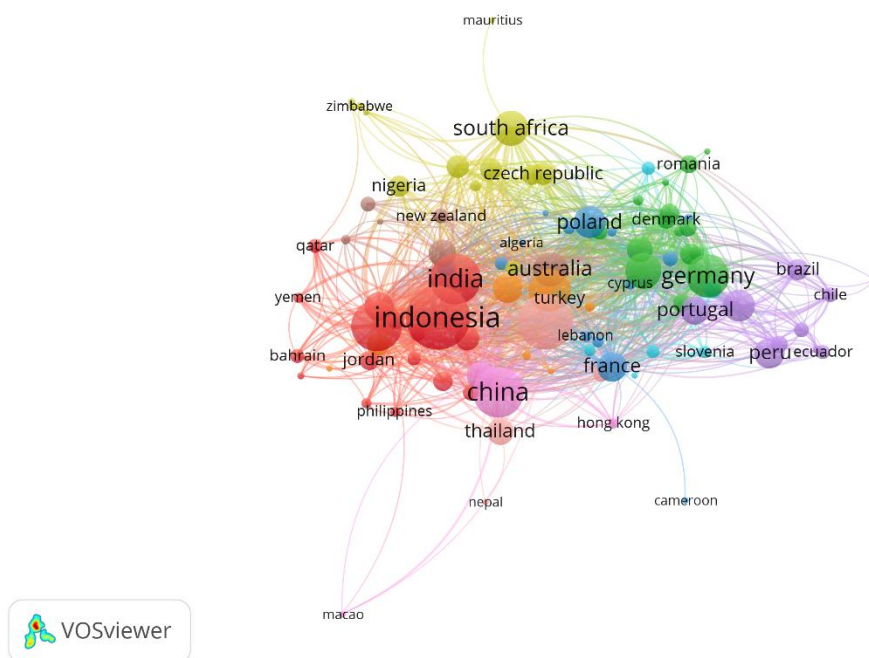 mauritius
zimbabwe
south africa
romania
czech republic
nigeria
new zealand
denmark
poland
qatar
algeria
india
australia
germany
brazil
cyprus
yemen
turkey
chile
portugal
indonesia
lebanon
bahrain
jordan
slovenia
peru
ecuador
france
china
philippines
hong kong
thailand
nepal
cameroon
macao
VOSviewer